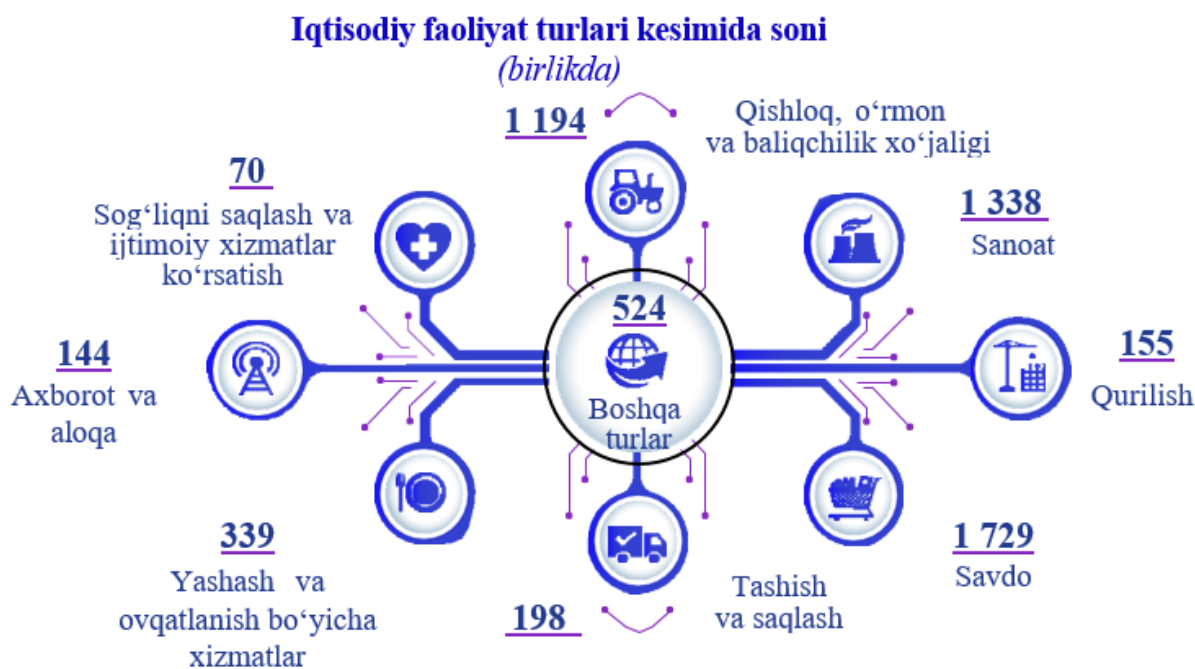 Iqtisodiy faoliyat turlari kesimida soni
(birlikda)
1 194
Qishloq, o‘rmon
va baliqchilik xo‘jaligi
70
Sog‘liqni saqlash va
ijtimoiy xizmatlar
ko‘rsatish
1 338
Sanoat
524
Boshqa
turlar
144
Axborot va
aloqa
155
Qurilish
339
Yashash va
ovqatlanish bo‘yicha
xizmatlar
198
Tashish
va saqlash
1 729
Savdo